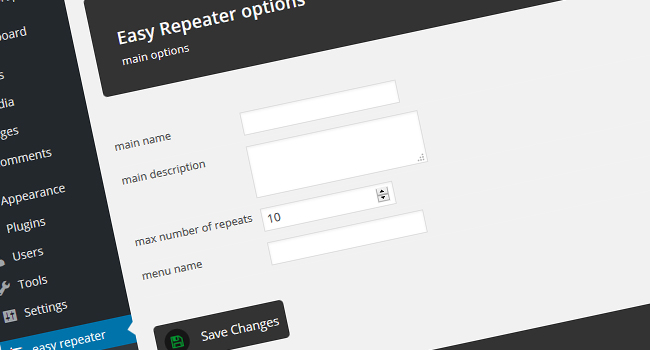 Easy Repeater options
main options
oard
s
dia
ges
omments
Appearance
Plugins
Users
Tools
Settings
easy repeater
main name
main description
max number of repeats
10
menu name
Save Changes